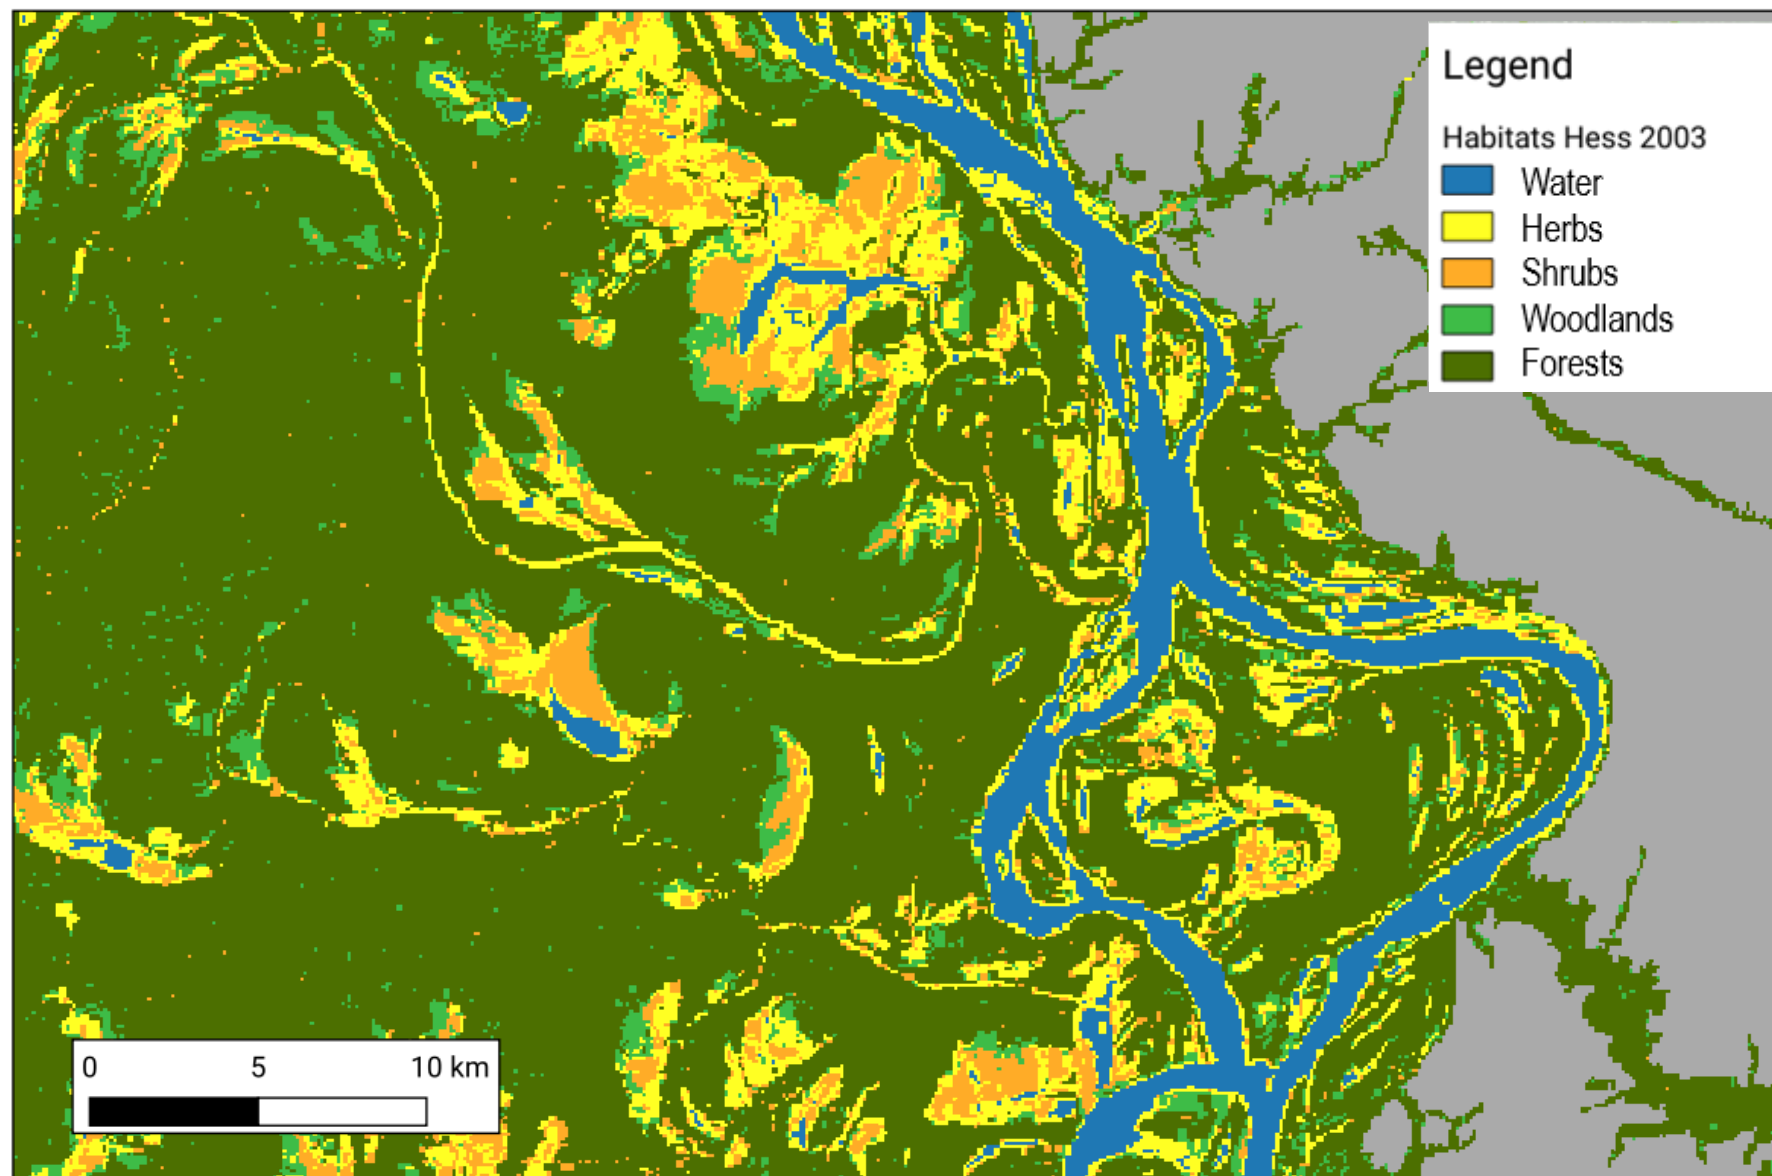 Legend
Habitats Hess 2003
Water
Herbs
Shrubs
Woodlands
Forests
0 5 10 km